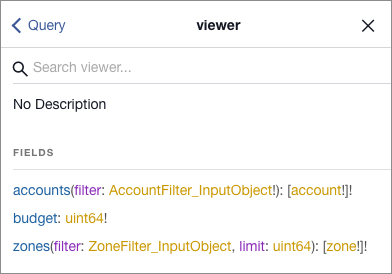 Query
viewer
Search viewer...
No Description
FIELDS
accounts(filter: AccountFilter_InputObject!): [account!]!
budget: uint64!
zones(filter: ZoneFilter_InputObject, limit: uint64): [zone!]!